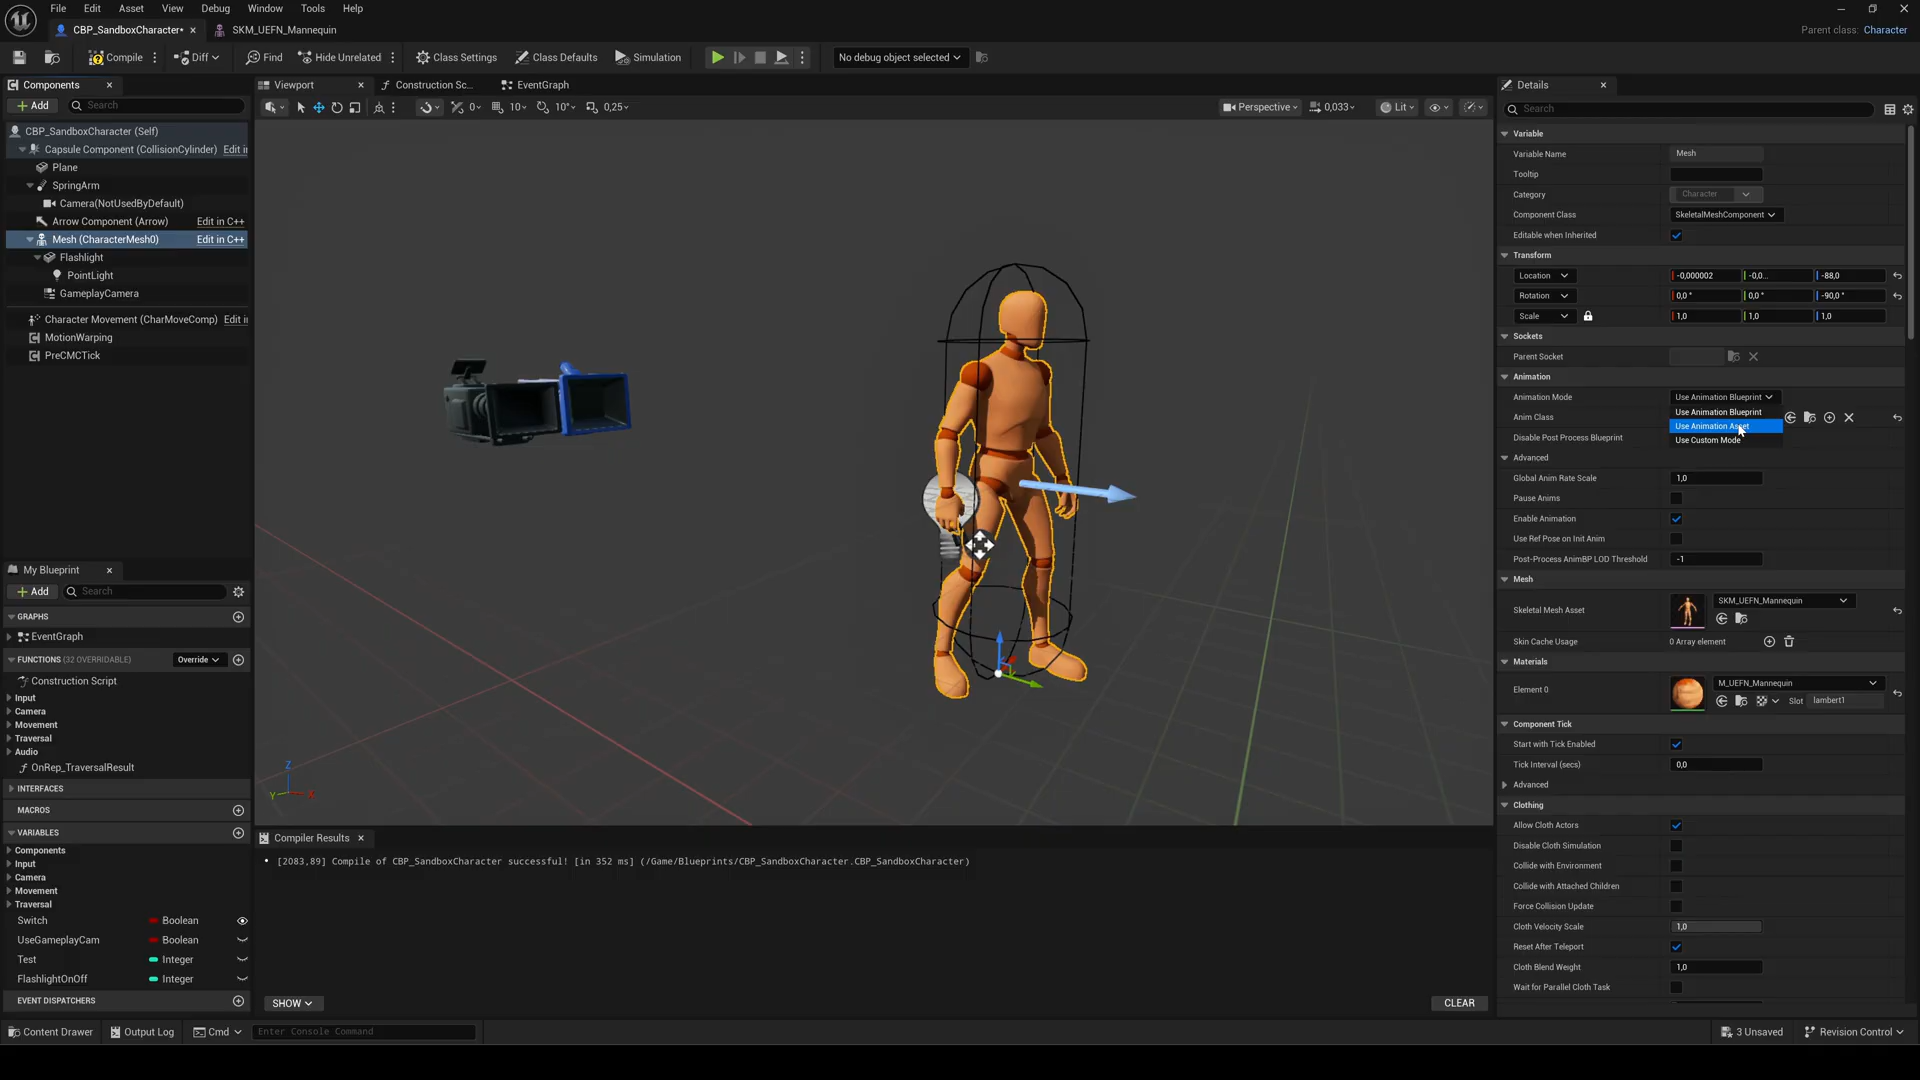 File Edit Asset View Debug Window Tools Help
CBP_SandboxCharacter* SKM_UEFN_Mannequin
Parent class: Character
Compile Diff Find Hide Unrelated Class Settings Class Defaults Simulation No debug object selected
Components
Add Search
CBP_SandboxCharacter (Self)
Capsule Component (CollisionCylinder) Edit in
Plane
SpringArm
Camera(NotUsedByDefault)
Arrow Component (Arrow) Edit in C++
Mesh (CharacterMesh0) Edit in C++
Flashlight
PointLight
GameplayCamera
Character Movement (CharMoveComp) Edit in
MotionWarping
PreCMCTick
My Blueprint
Add Search
GRAPHS
EventGraph
FUNCTIONS (32 OVERRIDABLE) Override
Construction Script
Input
Camera
Movement
Traversal
Audio
OnRep_TraversalResult
INTERFACES
MACROS
VARIABLES
Components
Input
Camera
Movement
Traversal
Switch Boolean
UseGameplayCam Boolean
Test Integer
FlashlightOnOff Integer
EVENT DISPATCHERS
Viewport Construction Sc... EventGraph
0 10 10° 0,25 Perspective 0,033 Lit
Z
Y X
Compiler Results
[2083,89] Compile of CBP_SandboxCharacter successful! [in 352 ms] (/Game/Blueprints/CBP_SandboxCharacter.CBP_SandboxCharacter)
SHOW CLEAR
Details
Search
Variable
Variable Name Mesh
Tooltip
Category Character
Component Class SkeletalMeshComponent
Editable when Inherited
Transform
Location -0,000002 -0,0... -88,0
Rotation 0,0 ° 0,0 ° -90,0 °
Scale 1,0 1,0 1,0
Sockets
Parent Socket
Animation
Animation Mode Use Animation Blueprint
Use Animation Blueprint
Anim Class
Use Animation Asset
Disable Post Process Blueprint Use Custom Mode
Advanced
Global Anim Rate Scale 1,0
Pause Anims
Enable Animation
Use Ref Pose on Init Anim
Post-Process AnimBP LOD Threshold -1
Mesh
Skeletal Mesh Asset SKM_UEFN_Mannequin
Skin Cache Usage 0 Array element
Materials
Element 0 M_UEFN_Mannequin
Slot lambert1
Component Tick
Start with Tick Enabled
Tick Interval (secs) 0,0
Advanced
Clothing
Allow Cloth Actors
Disable Cloth Simulation
Collide with Environment
Collide with Attached Children
Force Collision Update
Cloth Velocity Scale 1,0
Reset After Teleport
Cloth Blend Weight 1,0
Wait for Parallel Cloth Task
Content Drawer Output Log Cmd Enter Console Command 3 Unsaved Revision Control